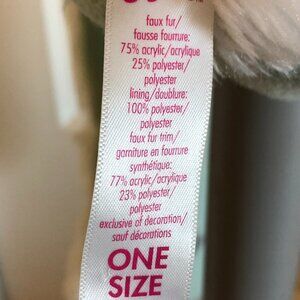 faux fur/
fausse fourrure:
75% acrylic/acrylique
25% polyester/
polyester
lining/doublure:
100% polyester/
polyester
faux fur trim/
garniture en fourrure
synthétique:
77% acrylic/acrylique
23% polyester/
polyester
exclusive of decoration/
sauf décorations
ONE
SIZE